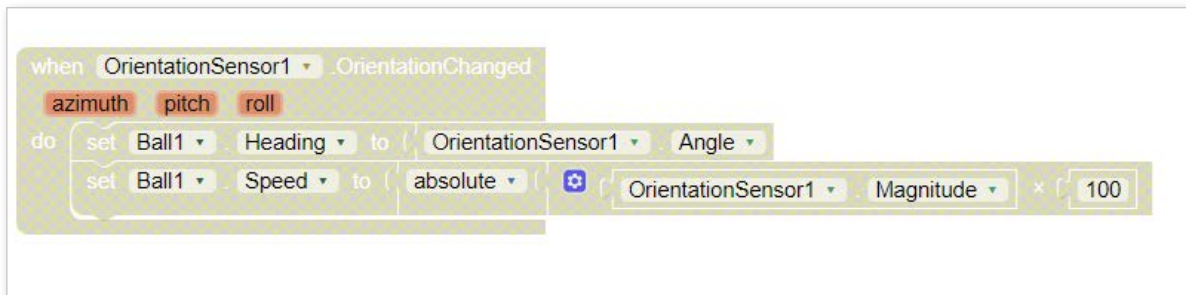 when OrientationSensor1 .OrientationChanged
azimuth pitch roll
do set Ball1 . Heading to OrientationSensor1 . Angle
set Ball1 . Speed to absolute OrientationSensor1 . Magnitude × 100